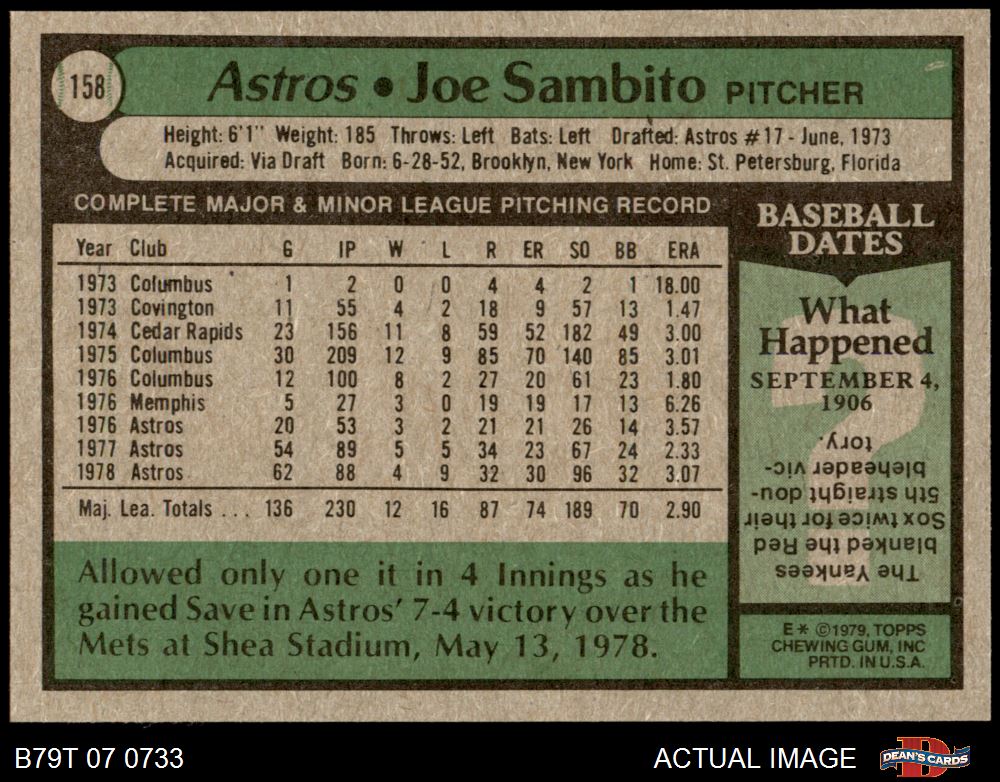 158
Astros • Joe Sambito PITCHER
Height: 6'1" Weight: 185 Throws: Left Bats: Left Drafted: Astros #17 - June, 1973
Acquired: Via Draft Born: 6-28-52, Brooklyn, New York Home: St. Petersburg, Florida
COMPLETE MAJOR & MINOR LEAGUE PITCHING RECORD
Year Club G IP W L R ER SO BB ERA
1973 Columbus 1 2 0 0 4 4 2 1 18.00
1973 Covington 11 55 4 2 18 9 57 13 1.47
1974 Cedar Rapids 23 156 11 8 59 52 182 49 3.00
1975 Columbus 30 209 12 9 85 70 140 85 3.01
1976 Columbus 12 100 8 2 27 20 61 23 1.80
1976 Memphis 5 27 3 0 19 19 17 13 6.26
1976 Astros 20 53 3 2 21 21 26 14 3.57
1977 Astros 54 89 5 5 34 23 67 24 2.33
1978 Astros 62 88 4 9 32 30 96 32 3.07
Maj. Lea. Totals . . . 136 230 12 16 87 74 189 70 2.90
Allowed only one it in 4 Innings as he
gained Save in Astros' 7-4 victory over the
Mets at Shea Stadium, May 13, 1978.
BASEBALL
DATES
What
Happened
SEPTEMBER 4,
1906
The Yankees
blanked the Red
Sox twice for their
5th straight dou-
bleheader vic-
tory.
E* ©1979, TOPPS
CHEWING GUM, INC
PRTD. IN U.S.A.
B79T 07 0733
ACTUAL IMAGE
DEAN'S CARDS